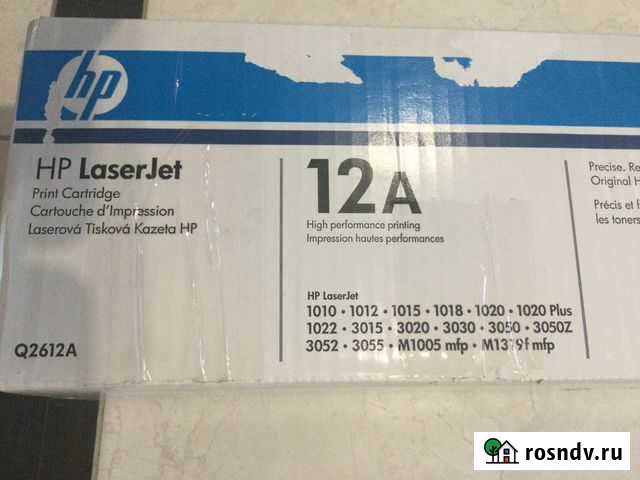 hp
HP LaserJet
Print Cartridge
Cartouche d'Impression
Laserová Tisková Kazeta HP
Q2612A
12A
High performance printing
Impression hautes performances
HP LaserJet
1010 • 1012 • 1015 • 1018 • 1020 • 1020 Plus
1022 • 3015 • 3020 • 3030 • 3050 • 3050Z
3052 • 3055 • M1005 mfp • M1319f mfp
Precise. Re
Original H
Précis et f
les toners
rosndv.ru